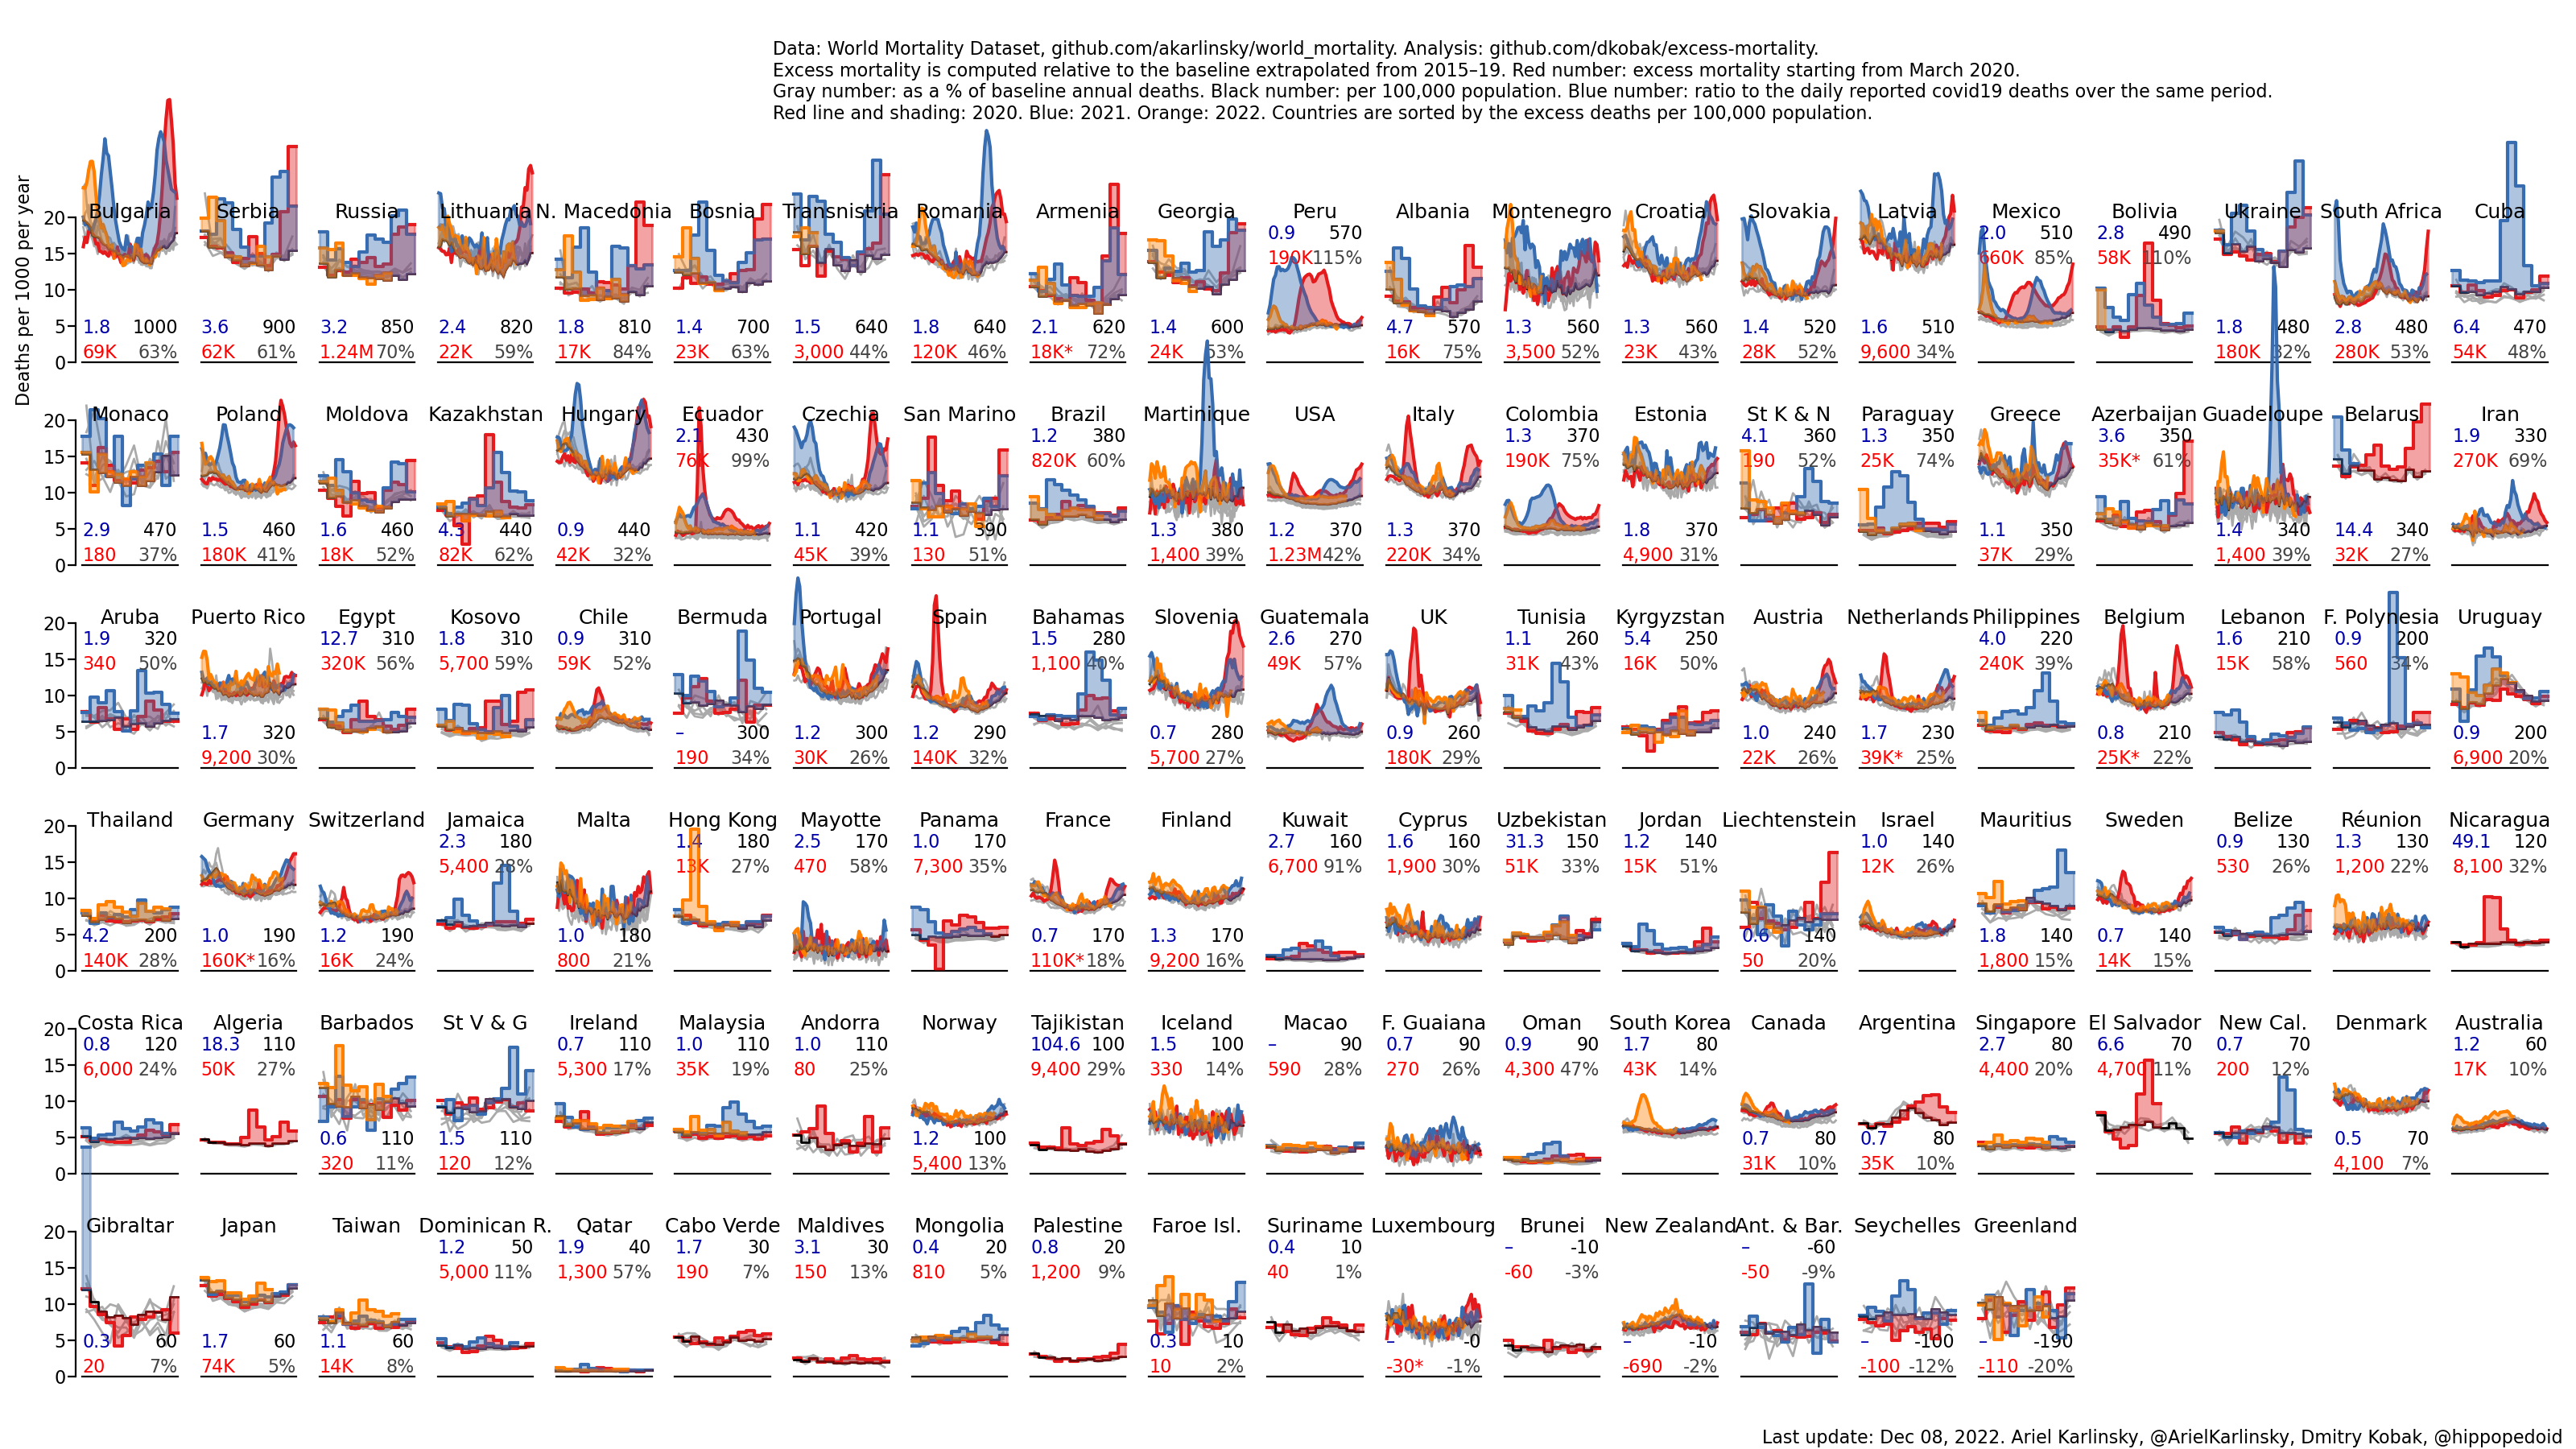 Data: World Mortality Dataset, github.com/akarlinsky/world_mortality. Analysis: github.com/dkobak/excess-mortality.
Excess mortality is computed relative to the baseline extrapolated from 2015–19. Red number: excess mortality starting from March 2020.
Gray number: as a % of baseline annual deaths. Black number: per 100,000 population. Blue number: ratio to the daily reported covid19 deaths over the same period.
Red line and shading: 2020. Blue: 2021. Orange: 2022. Countries are sorted by the excess deaths per 100,000 population.
Deaths per 1000 per year
20
15
10
5
0
Bulgaria
1.8 1000
69K 63%
Serbia
3.6 900
62K 61%
Russia
3.2 850
1.24M 70%
Lithuania
2.4 820
22K 59%
N. Macedonia
1.8 810
17K 84%
Bosnia
1.4 700
23K 63%
Transnistria
1.5 640
3,000 44%
Romania
1.8 640
120K 46%
Armenia
2.1 620
18K* 72%
Georgia
1.4 600
24K 53%
Peru
0.9 570
190K 115%
Albania
4.7 570
16K 75%
Montenegro
1.3 560
3,500 52%
Croatia
1.3 560
23K 43%
Slovakia
1.4 520
28K 52%
Latvia
1.6 510
9,600 34%
Mexico
2.0 510
660K 85%
Bolivia
2.8 490
58K 110%
Ukraine
1.8 480
180K 32%
South Africa
2.8 480
280K 53%
Cuba
6.4 470
54K 48%
20
15
10
5
0
Monaco
2.9 470
180 37%
Poland
1.5 460
180K 41%
Moldova
1.6 460
18K 52%
Kazakhstan
4.3 440
82K 62%
Hungary
0.9 440
42K 32%
Ecuador
2.1 430
76K 99%
Czechia
1.1 420
45K 39%
San Marino
1.1 390
130 51%
Brazil
1.2 380
820K 60%
Martinique
1.3 380
1,400 39%
USA
1.2 370
1.23M 42%
Italy
1.3 370
220K 34%
Colombia
1.3 370
190K 75%
Estonia
1.8 370
4,900 31%
St K & N
4.1 360
190 52%
Paraguay
1.3 350
25K 74%
Greece
1.1 350
37K 29%
Azerbaijan
3.6 350
35K* 61%
Guadeloupe
1.4 340
1,400 39%
Belarus
14.4 340
32K 27%
Iran
1.9 330
270K 69%
20
15
10
5
0
Aruba
1.9 320
340 50%
Puerto Rico
1.7 320
9,200 30%
Egypt
12.7 310
320K 56%
Kosovo
1.8 310
5,700 59%
Chile
0.9 310
59K 52%
Bermuda
– 300
190 34%
Portugal
1.2 300
30K 26%
Spain
1.2 290
140K 32%
Bahamas
1.5 280
1,100 40%
Slovenia
0.7 280
5,700 27%
Guatemala
2.6 270
49K 57%
UK
0.9 260
180K 29%
Tunisia
1.1 260
31K 43%
Kyrgyzstan
5.4 250
16K 50%
Austria
1.0 240
22K 26%
Netherlands
1.7 230
39K* 25%
Philippines
4.0 220
240K 39%
Belgium
0.8 210
25K* 22%
Lebanon
1.6 210
15K 58%
F. Polynesia
0.9 200
560 34%
Uruguay
0.9 200
6,900 20%
20
15
10
5
0
Thailand
4.2 200
140K 28%
Germany
1.0 190
160K* 16%
Switzerland
1.2 190
16K 24%
Jamaica
2.3 180
5,400 28%
Malta
1.0 180
800 21%
Hong Kong
1.4 180
13K 27%
Mayotte
2.5 170
470 58%
Panama
1.0 170
7,300 35%
France
0.7 170
110K* 18%
Finland
1.3 170
9,200 16%
Kuwait
2.7 160
6,700 91%
Cyprus
1.6 160
1,900 30%
Uzbekistan
31.3 150
51K 33%
Jordan
1.2 140
15K 51%
Liechtenstein
0.6 140
50 20%
Israel
1.0 140
12K 26%
Mauritius
1.8 140
1,800 15%
Sweden
0.7 140
14K 15%
Belize
0.9 130
530 26%
Réunion
1.3 130
1,200 22%
Nicaragua
49.1 120
8,100 32%
20
15
10
5
0
Costa Rica
0.8 120
6,000 24%
Algeria
18.3 110
50K 27%
Barbados
0.6 110
320 11%
St V & G
1.5 110
120 12%
Ireland
0.7 110
5,300 17%
Malaysia
1.0 110
35K 19%
Andorra
1.0 110
80 25%
Norway
1.2 100
5,400 13%
Tajikistan
104.6 100
9,400 29%
Iceland
1.5 100
330 14%
Macao
– 90
590 28%
F. Guaiana
0.7 90
270 26%
Oman
0.9 90
4,300 47%
South Korea
1.7 80
43K 14%
Canada
0.7 80
31K 10%
Argentina
0.7 80
35K 10%
Singapore
2.7 80
4,400 20%
El Salvador
6.6 70
4,700 11%
New Cal.
0.7 70
200 12%
Denmark
0.5 70
4,100 7%
Australia
1.2 60
17K 10%
20
15
10
5
0
Gibraltar
0.3 60
20 7%
Japan
1.7 60
74K 5%
Taiwan
1.1 60
14K 8%
Dominican R.
1.2 50
5,000 11%
Qatar
1.9 40
1,300 57%
Cabo Verde
1.7 30
190 7%
Maldives
3.1 30
150 13%
Mongolia
0.4 20
810 5%
Palestine
0.8 20
1,200 9%
Faroe Isl.
0.3 10
10 2%
Suriname
0.4 10
40 1%
Luxembourg
– -0
-30* -1%
Brunei
– -10
-60 -3%
New Zealand
– -10
-690 -2%
Ant. & Bar.
– -60
-50 -9%
Seychelles
– -100
-100 -12%
Greenland
– -190
-110 -20%
Last update: Dec 08, 2022. Ariel Karlinsky, @ArielKarlinsky, Dmitry Kobak, @hippopedoid